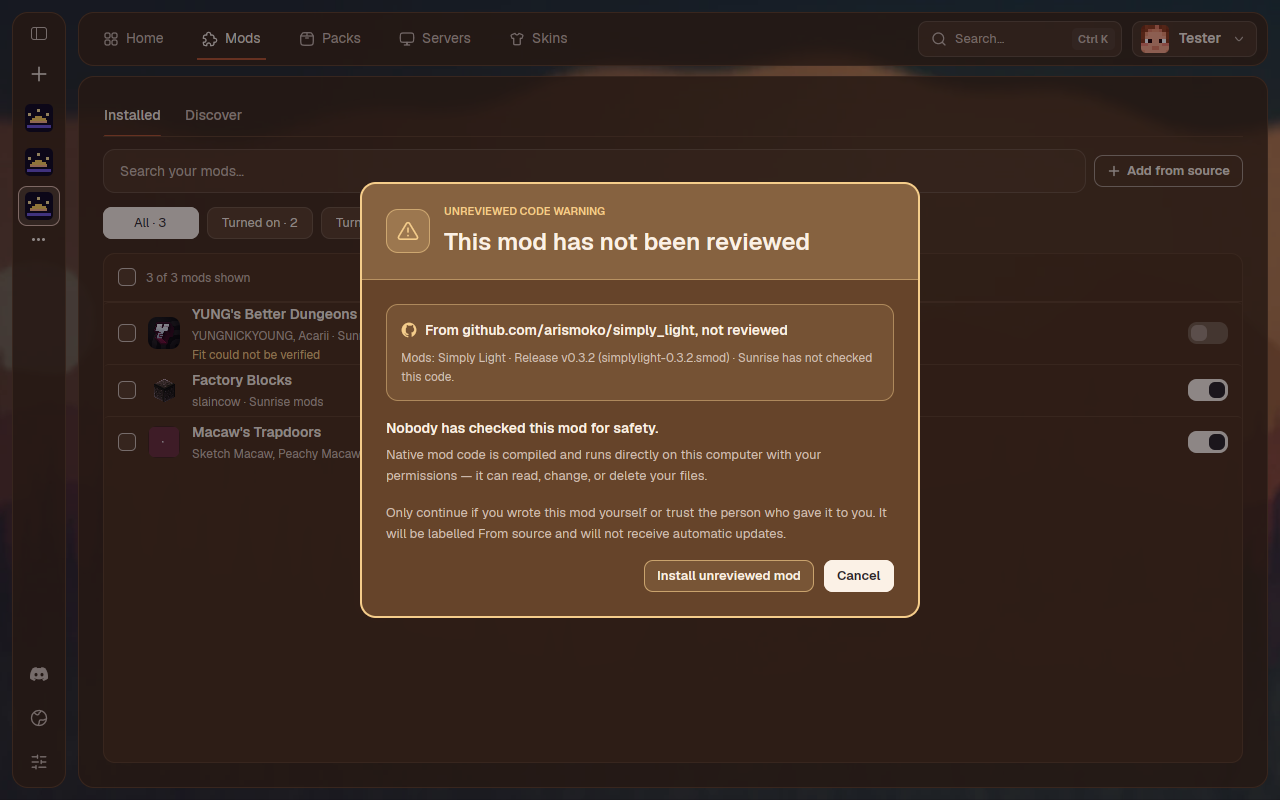 Home
Mods
Packs
Servers
Skins
Search...
Ctrl K
Tester
Installed
Discover
Search your mods...
Add from source
All · 3
Turned on · 2
Turn
3 of 3 mods shown
YUNG's Better Dungeons
YUNGNICKYOUNG, Acarii · Sun
Fit could not be verified
Factory Blocks
slaincow · Sunrise mods
Macaw's Trapdoors
Sketch Macaw, Peachy Macaw
UNREVIEWED CODE WARNING
This mod has not been reviewed
From github.com/arismoko/simply_light, not reviewed
Mods: Simply Light · Release v0.3.2 (simplylight-0.3.2.smod) · Sunrise has not checked
this code.
Nobody has checked this mod for safety.
Native mod code is compiled and runs directly on this computer with your
permissions — it can read, change, or delete your files.
Only continue if you wrote this mod yourself or trust the person who gave it to you. It
will be labelled From source and will not receive automatic updates.
Install unreviewed mod
Cancel